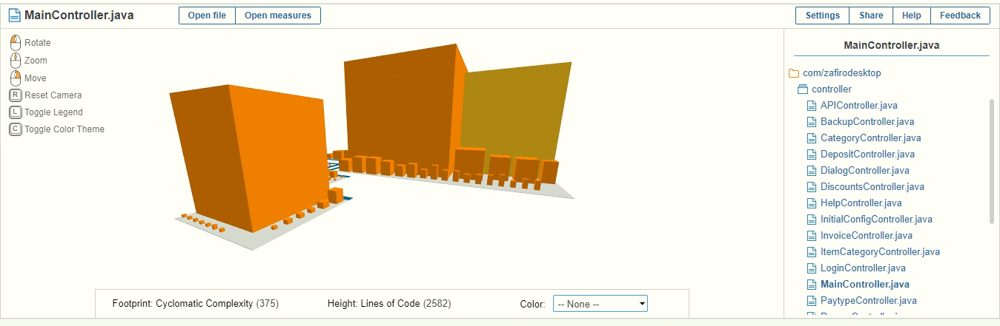 MainController.java
Open file
Open measures
Settings
Share
Help
Feedback
Rotate
Zoom
Move
R Reset Camera
L Toggle Legend
C Toggle Color Theme
MainController.java
com/zafirodesktop
controller
APIController.java
BackupController.java
CategoryController.java
DepositController.java
DialogController.java
DiscountsController.java
HelpController.java
InitialConfigController.java
InvoiceController.java
ItemCategoryController.java
LoginController.java
MainController.java
PaytypeController.java
Footprint: Cyclomatic Complexity (375)
Height: Lines of Code (2582)
Color:
-- None --